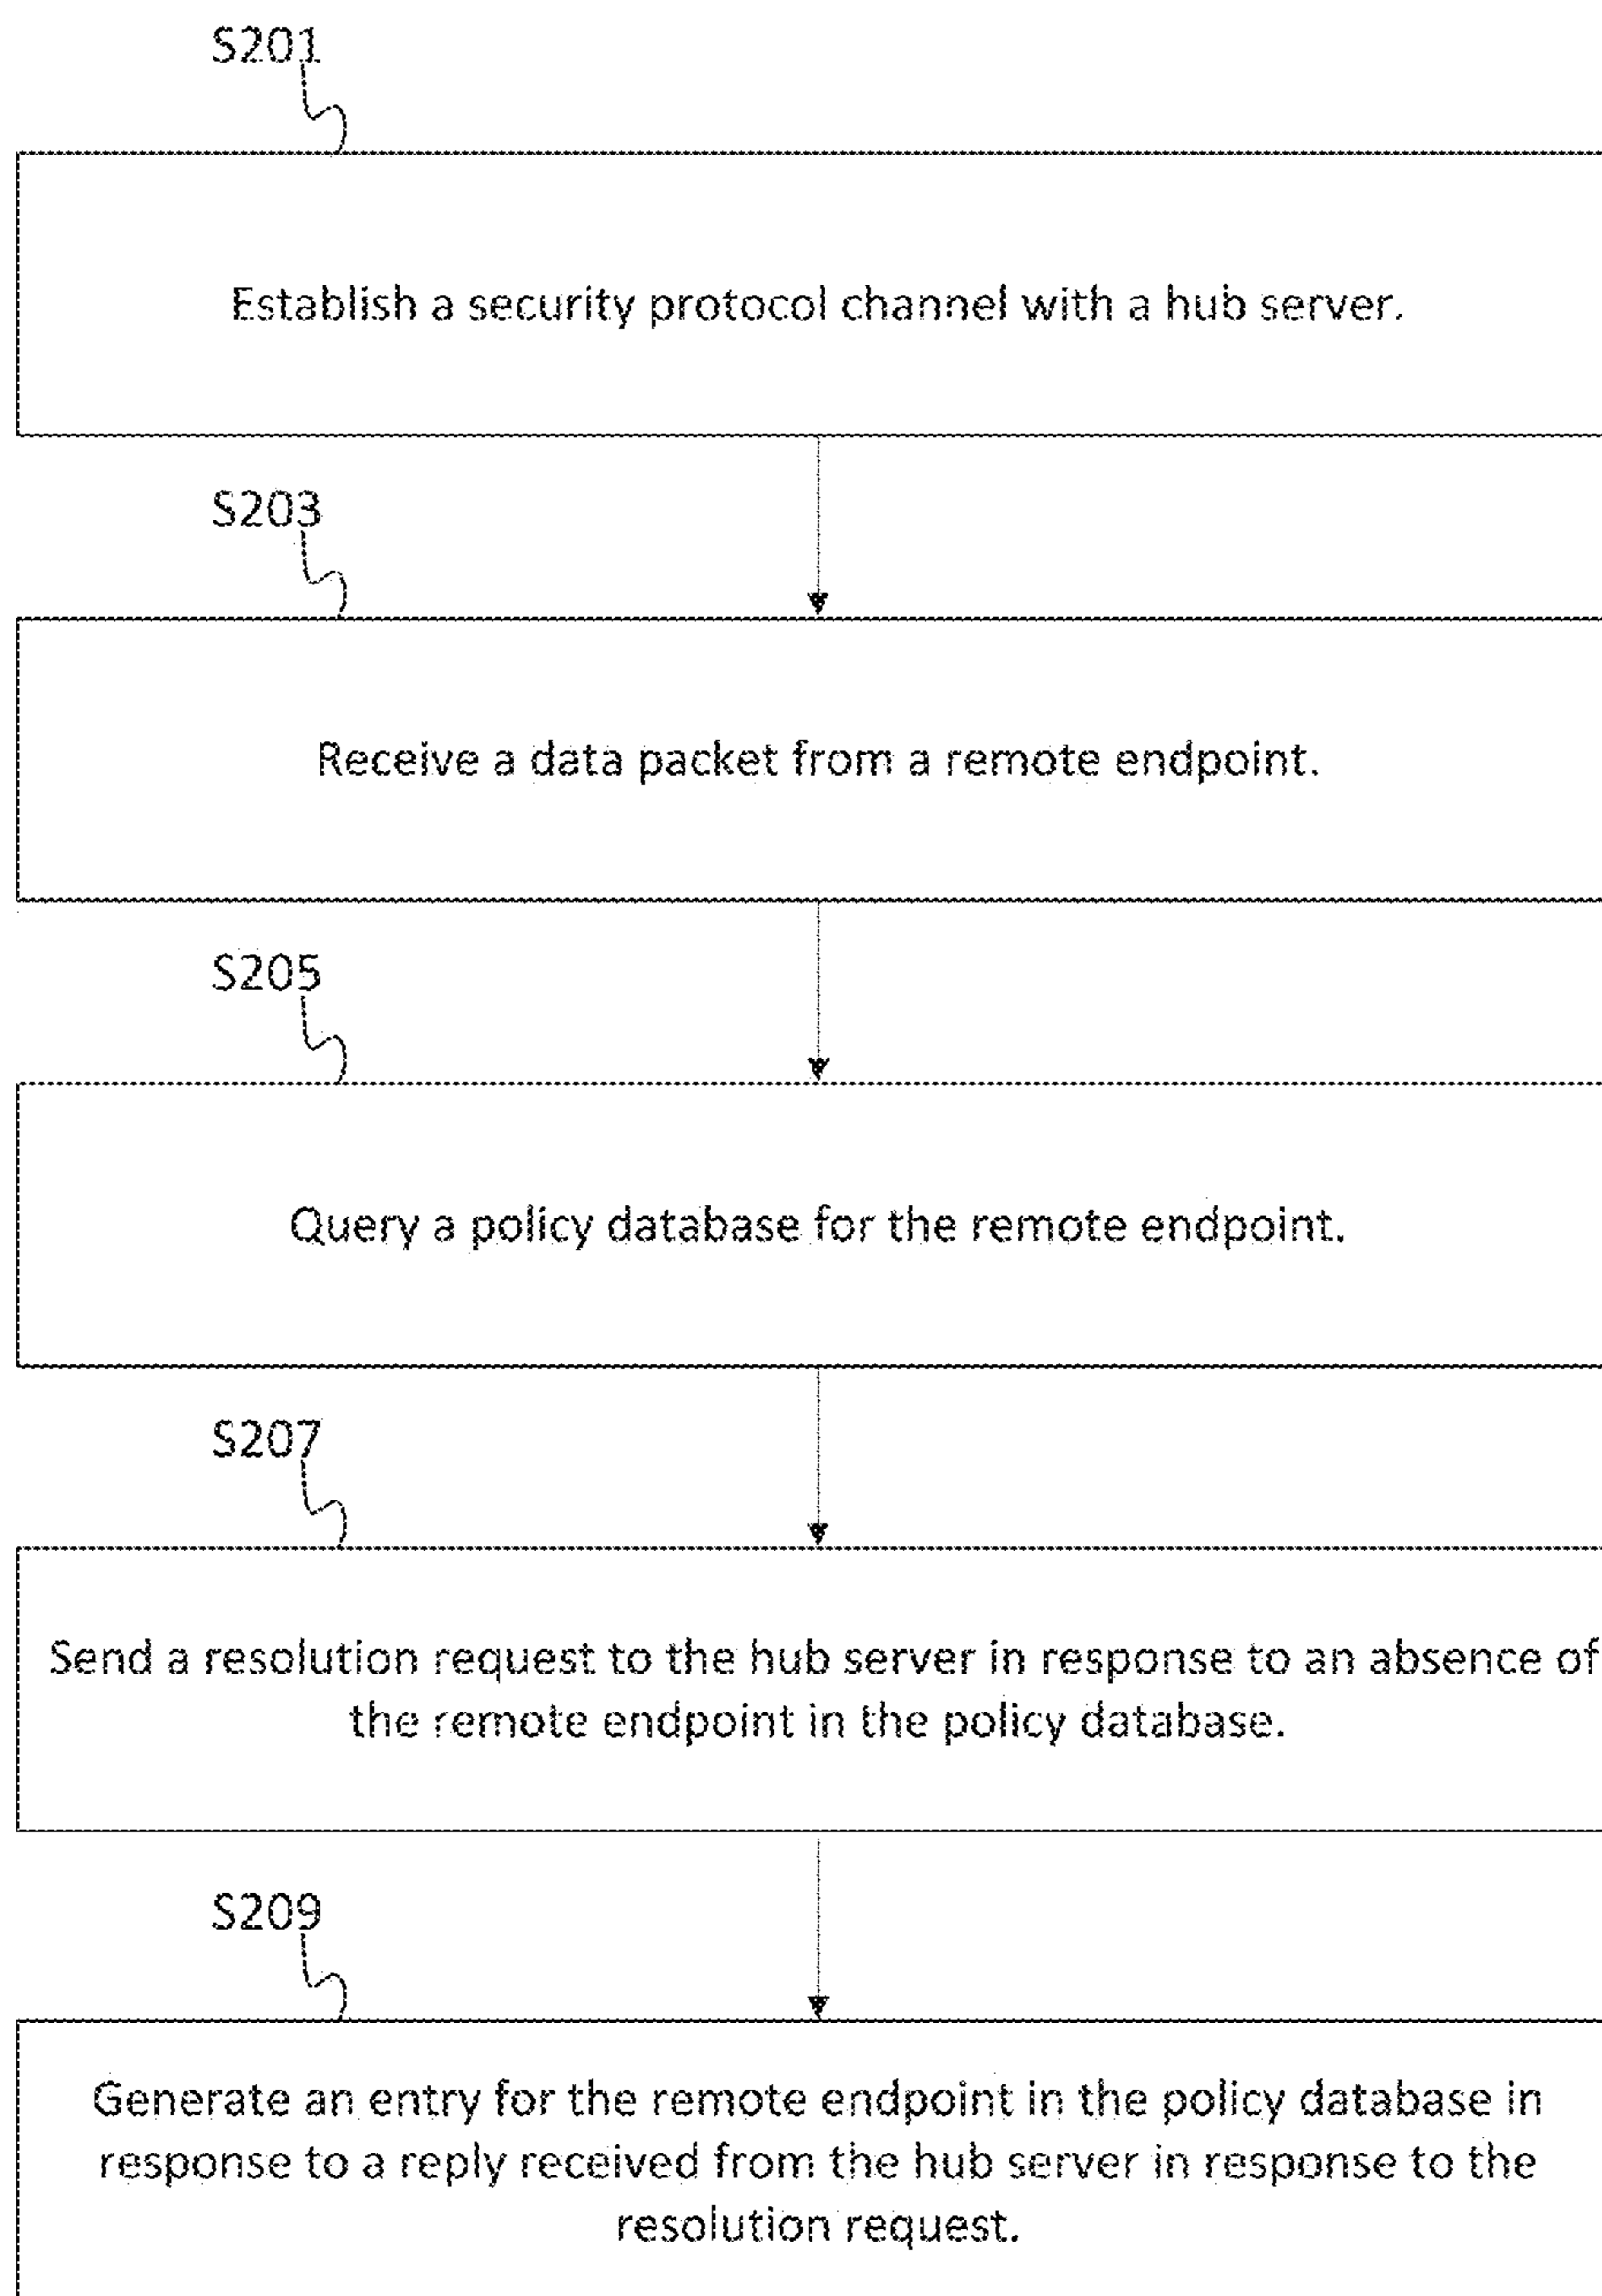 S201
Establish a security protocol channel with a hub server.
S203
Receive a data packet from a remote endpoint.
S205
Query a policy database for the remote endpoint.
S207
Send a resolution request to the hub server in response to an absence of
the remote endpoint in the policy database.
S209
Generate an entry for the remote endpoint in the policy database in
response to a reply received from the hub server in response to the
resolution request.